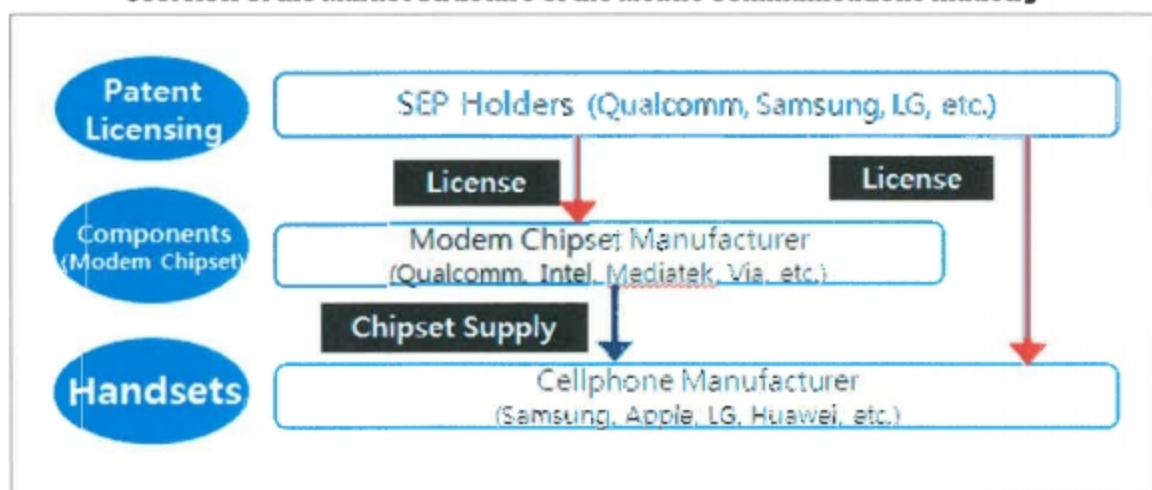 Patent
Licensing
SEP Holders (Qualcomm, Samsung, LG, etc.)
License
License
Components
(Modem Chipset)
Modem Chipset Manufacturer
(Qualcomm, Intel, Mediatek, Via, etc.)
Chipset Supply
Handsets
Cellphone Manufacturer
(Samsung, Apple, LG, Huawei, etc.)